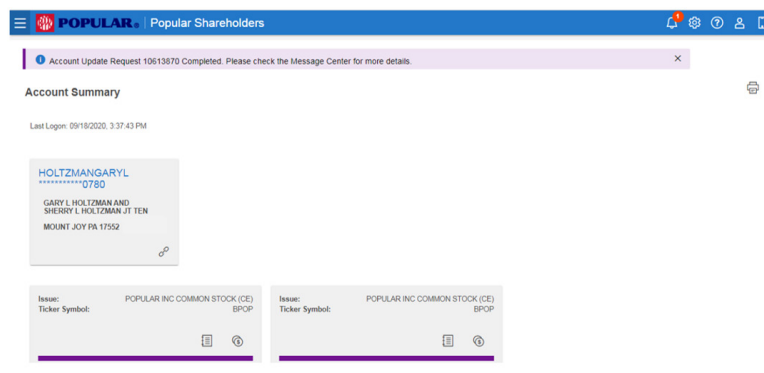 POPULAR® Popular Shareholders
1
Account Update Request 10613870 Completed. Please check the Message Center for more details.
Account Summary
Last Logon: 09/18/2020, 3:37:43 PM
HOLTZMANGARYL
***********0780
GARY L HOLTZMAN AND
SHERRY L HOLTZMAN JT TEN
MOUNT JOY PA 17552
Issue: POPULAR INC COMMON STOCK (CE)
Ticker Symbol: BPOP
Issue: POPULAR INC COMMON STOCK (CE)
Ticker Symbol: BPOP